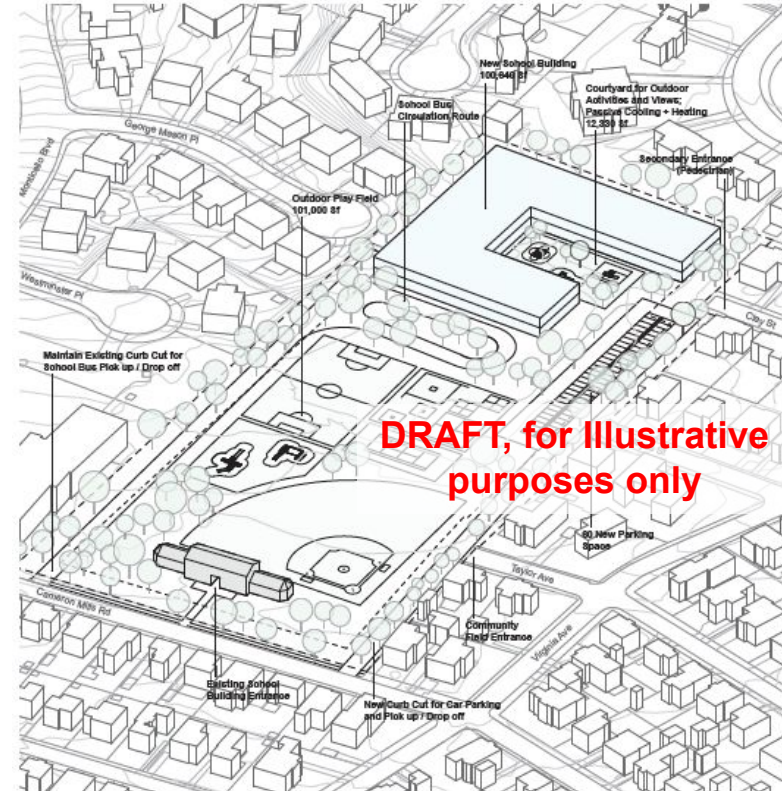 New School Building
100,640 Sf
School Bus
Circulation Route
Courtyard for Outdoor
Activities and Views;
Passive Cooling + Heating
12,330 Sf
George Mason Pl
Monticello Blvd
Secondary Entrance
(Pedestrian)
Outdoor Play Field
101,000 Sf
Westminster Pl
Maintain Existing Curb Cut for
School Bus Pick up / Drop off
DRAFT, for Illustrative
purposes only
60 New Parking
Space
Taylor Ave
Cameron Mills Rd
Community
Field Entrance
Virginia Ave
Existing School
Building Entrance
New Curb Cut for Car Parking
and Pick up / Drop off